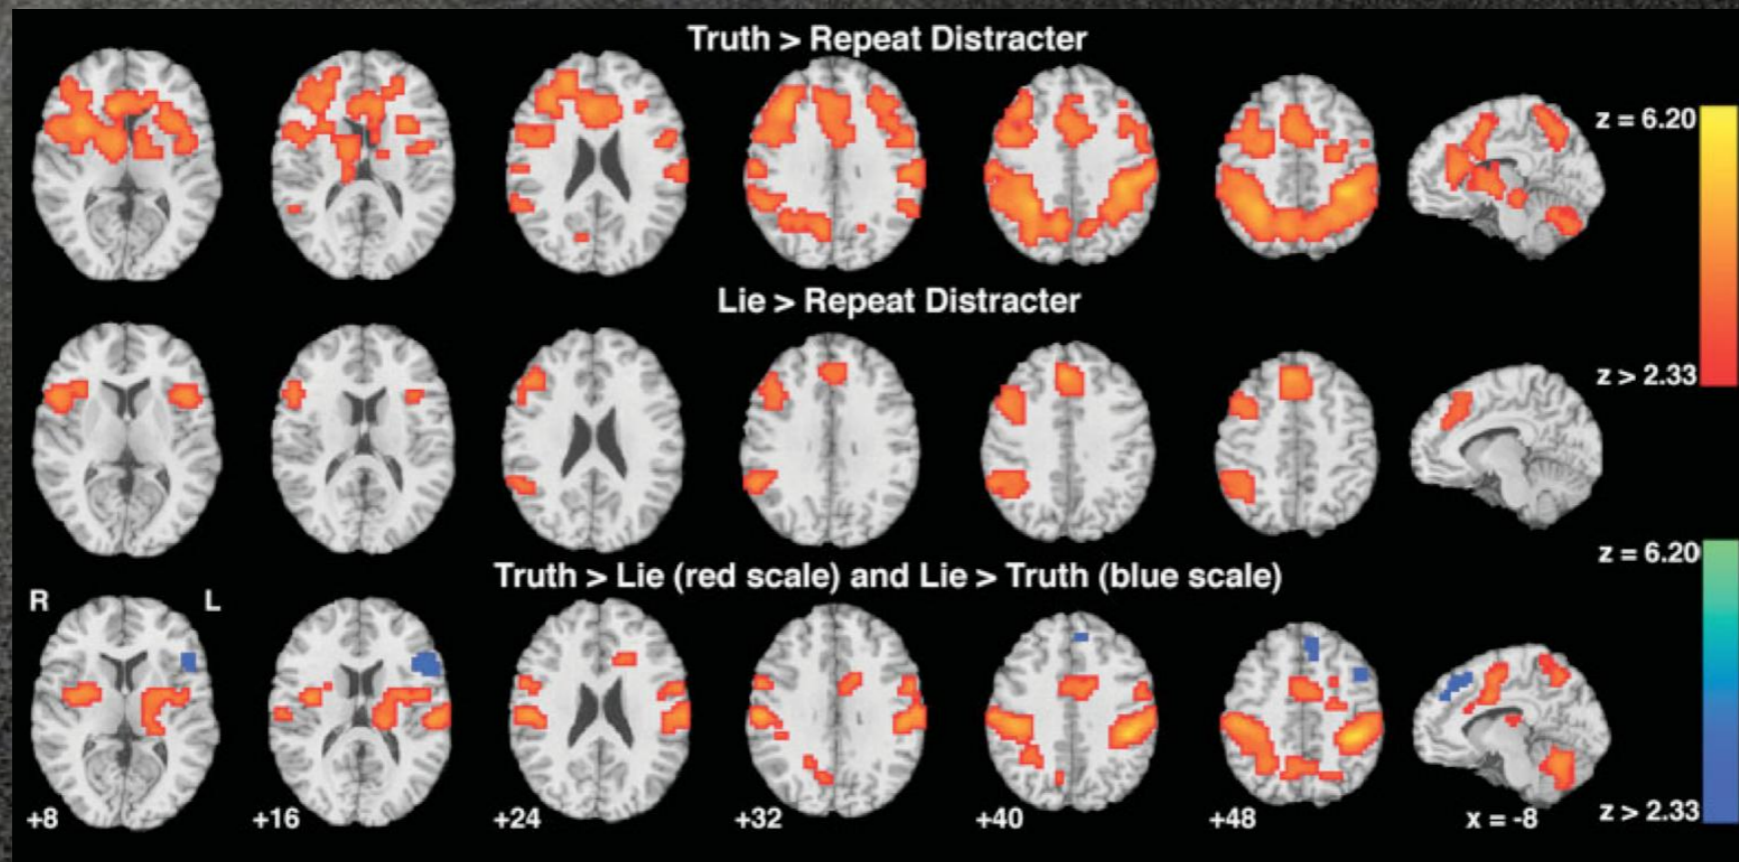 Truth > Repeat Distracter
z = 6.20
Lie > Repeat Distracter
z > 2.33
z = 6.20
Truth > Lie (red scale) and Lie > Truth (blue scale)
R L
+8 +16 +24 +32 +40 +48 x = -8 z > 2.33